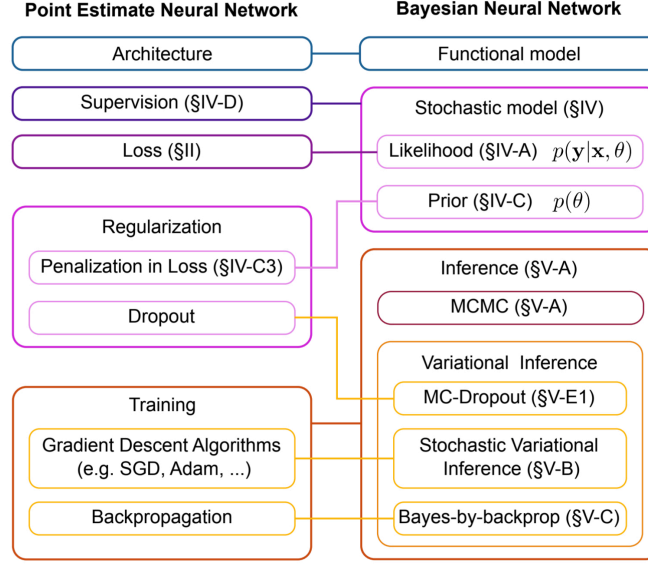 Point Estimate Neural Network
Bayesian Neural Network
Architecture
Functional model
Supervision (§IV-D)
Stochastic model (§IV)
Loss (§II)
Likelihood (§IV-A) p(y|x, θ)
Prior (§IV-C) p(θ)
Regularization
Penalization in Loss (§IV-C3)
Dropout
Inference (§V-A)
MCMC (§V-A)
Variational Inference
MC-Dropout (§V-E1)
Training
Gradient Descent Algorithms
(e.g. SGD, Adam, ...)
Stochastic Variational
Inference (§V-B)
Backpropagation
Bayes-by-backprop (§V-C)